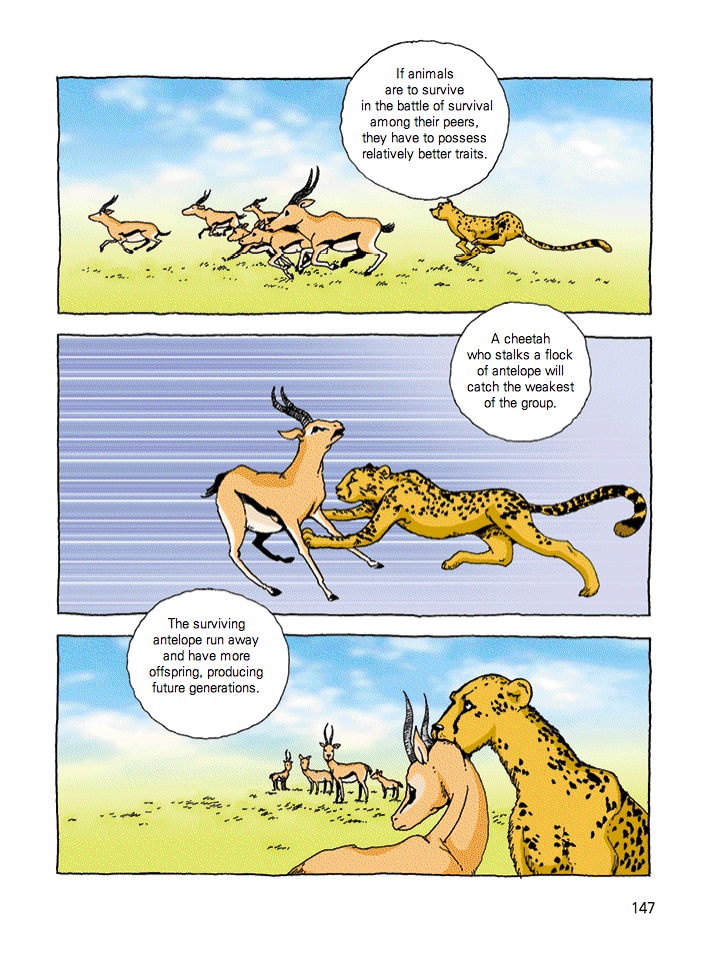 If animals
are to survive
in the battle of survival
among their peers,
they have to possess
relatively better traits.
A cheetah
who stalks a flock
of antelope will
catch the weakest
of the group.
The surviving
antelope run away
and have more
offspring, producing
future generations.
147